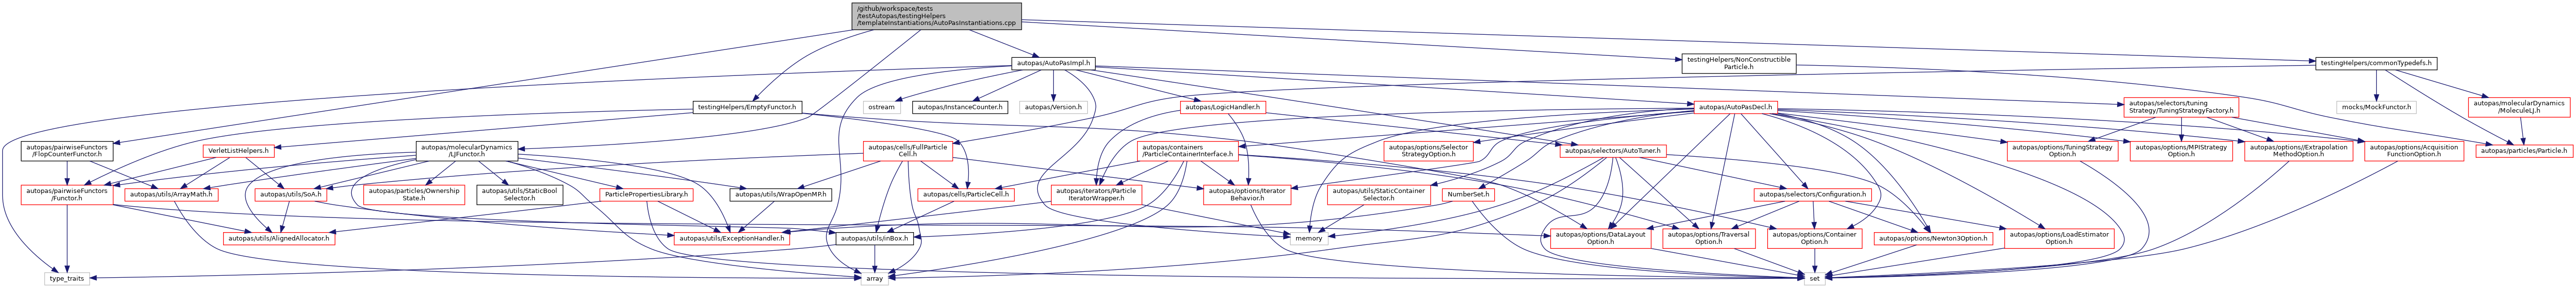 /github/workspace/tests
/testAutopas/testingHelpers
/templateInstantiations/AutoPasInstantiations.cpp
autopas/AutoPasImpl.h
testingHelpers/NonConstructible
Particle.h
testingHelpers/commonTypedefs.h
testingHelpers/EmptyFunctor.h
ostream
autopas/InstanceCounter.h
autopas/Version.h
autopas/LogicHandler.h
autopas/AutoPasDecl.h
autopas/selectors/tuning
Strategy/TuningStrategyFactory.h
mocks/MockFunctor.h
autopas/molecularDynamics
/MoleculeLJ.h
autopas/pairwiseFunctors
/FlopCounterFunctor.h
VerletListHelpers.h
autopas/molecularDynamics
/LJFunctor.h
autopas/cells/FullParticle
Cell.h
autopas/containers
/ParticleContainerInterface.h
autopas/options/Selector
StrategyOption.h
autopas/selectors/AutoTuner.h
autopas/options/TuningStrategy
Option.h
autopas/options/MPIStrategy
Option.h
autopas/options//Extrapolation
MethodOption.h
autopas/options/Acquisition
FunctionOption.h
autopas/particles/Particle.h
autopas/pairwiseFunctors
/Functor.h
autopas/utils/ArrayMath.h
autopas/utils/SoA.h
autopas/particles/Ownership
State.h
autopas/utils/StaticBool
Selector.h
ParticlePropertiesLibrary.h
autopas/utils/WrapOpenMP.h
autopas/cells/ParticleCell.h
autopas/iterators/Particle
IteratorWrapper.h
autopas/options/Iterator
Behavior.h
autopas/utils/StaticContainer
Selector.h
NumberSet.h
autopas/selectors/Configuration.h
autopas/utils/AlignedAllocator.h
autopas/utils/ExceptionHandler.h
autopas/utils/inBox.h
memory
autopas/options/DataLayout
Option.h
autopas/options/Traversal
Option.h
autopas/options/Container
Option.h
autopas/options/Newton3Option.h
autopas/options/LoadEstimator
Option.h
type_traits
array
set